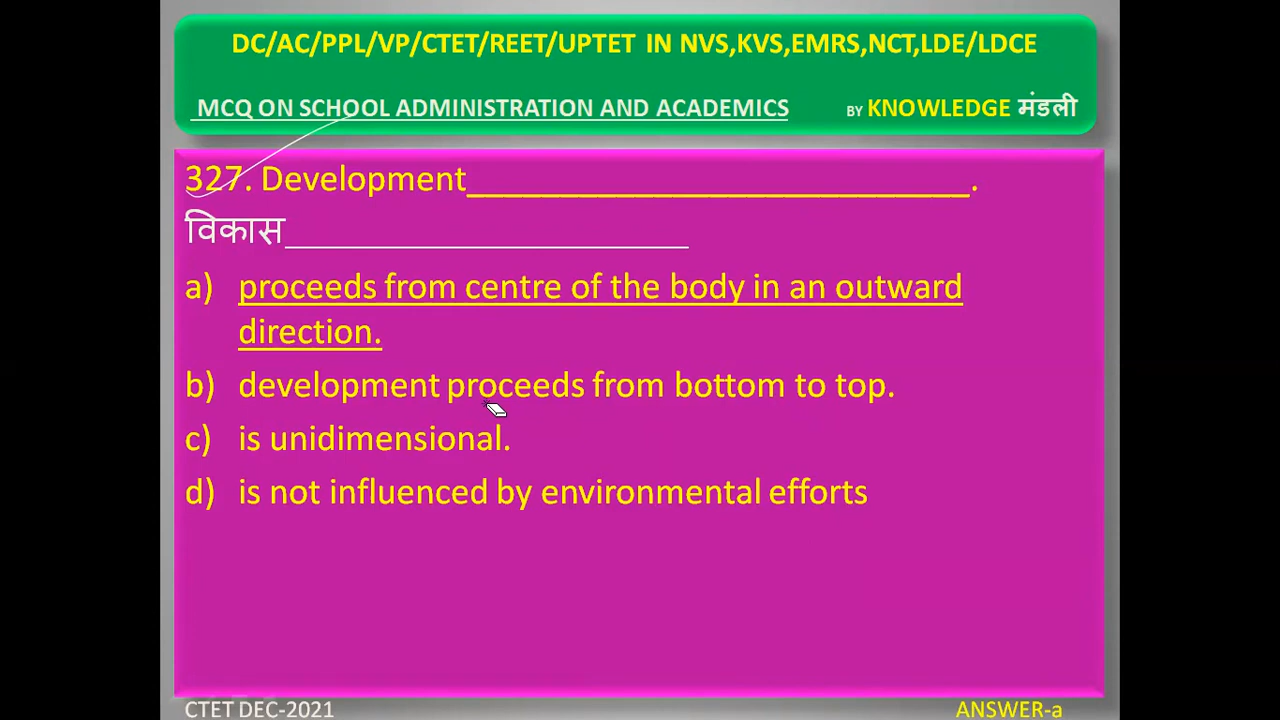 DC/AC/PPL/VP/CTET/REET/UPTET IN NVS,KVS,EMRS,NCT,LDE/LDCE
MCQ ON SCHOOL ADMINISTRATION AND ACADEMICS BY KNOWLEDGE मंडली
327. Development___________________________.
विकास______________________
a) proceeds from centre of the body in an outward
direction.
b) development proceeds from bottom to top.
c) is unidimensional.
d) is not influenced by environmental efforts
CTET DEC-2021 ANSWER-a